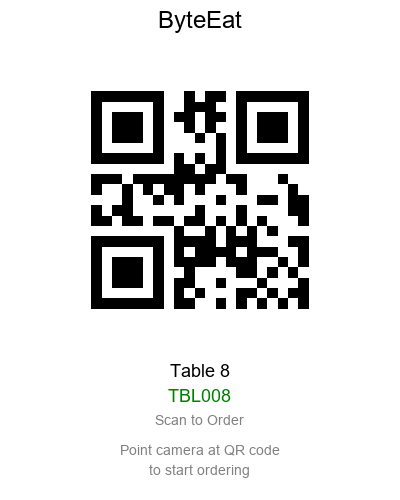 ByteEat
Table 8
TBL008
Scan to Order
Point camera at QR code
to start ordering